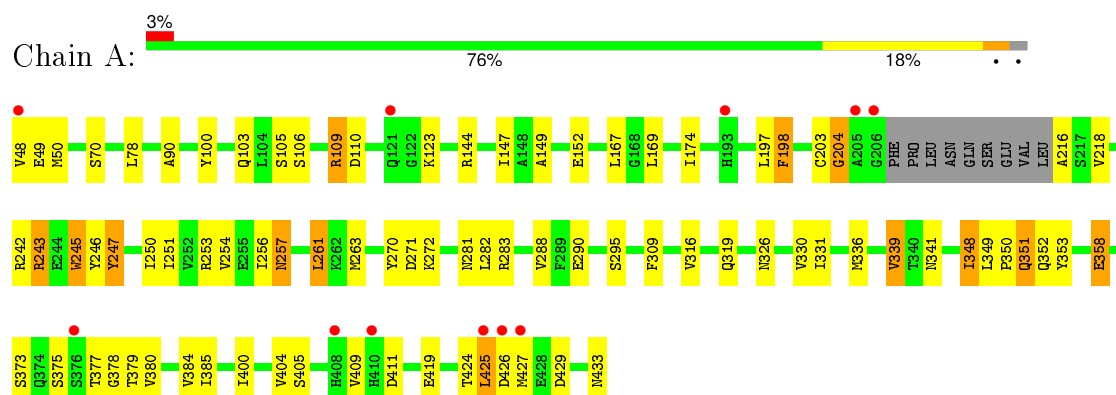 3%
Chain A:
76% 18% • •
V48 E49 M50 S70 L78 A90 Y100 Q103 L104 S105 S106 R109 D110 Q121 G122 K123 R144 I147 A148 A149 E152 L167 G168 L169 I174 H193 L197 F198 C203 G204 A205 G206 PHE PRO LEU ASN GLN SER GLU VAL LEU A216 S217 V218
R242 R243 E244 W245 Y246 Y247 I250 I251 V252 R253 V254 E255 I256 N257 L261 K262 M263 Y270 D271 K272 N281 L282 R283 V288 F289 E290 S295 F309 V316 Q319 N326 V330 I331 M336 V339 T340 N341 I348 L349 P350 Q351 Q352 Y353 E358
S373 Q374 S375 S376 T377 G378 T379 V380 V384 I385 I400 V404 S405 H408 V409 H410 D411 E419 T424 L425 D426 M427 E428 D429 N433